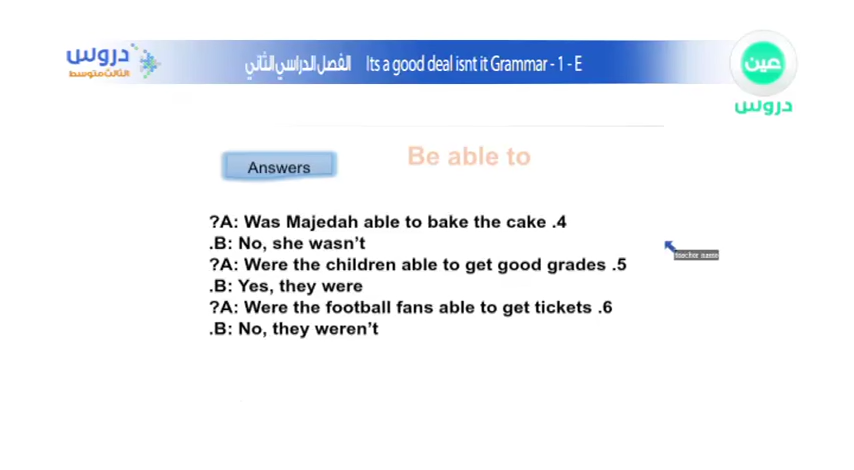 دروس
الثالث متوسط
Its a good deal isnt it Grammar - 1 - E الفصل الدراسي الثاني
عين
دروس
Be able to
Answers
?A: Was Majedah able to bake the cake .4
.B: No, she wasn't
?A: Were the children able to get good grades .5
.B: Yes, they were
?A: Were the football fans able to get tickets .6
.B: No, they weren't
teacher name